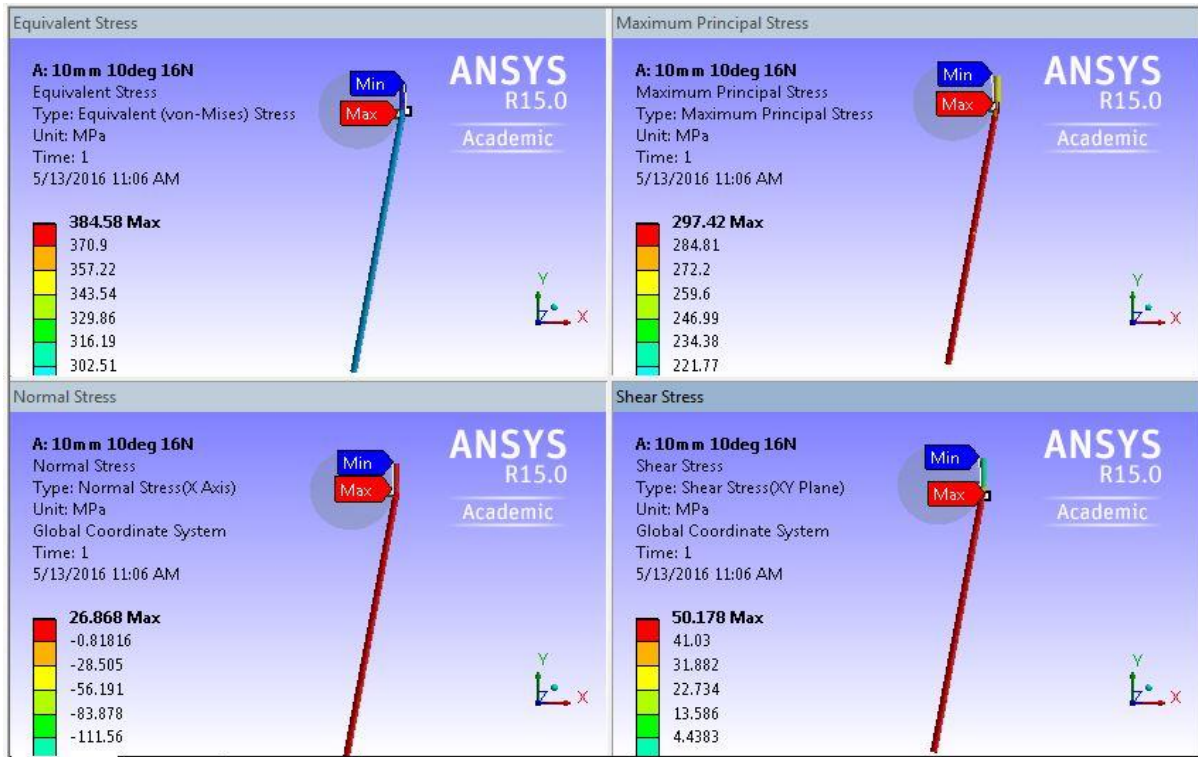 Equivalent Stress
A: 10mm 10deg 16N
Equivalent Stress
Type: Equivalent (von-Mises) Stress
Unit: MPa
Time: 1
5/13/2016 11:06 AM
384.58 Max
370.9
357.22
343.54
329.86
316.19
302.51
Min
Max
ANSYS
R15.0
Academic
Y
X
Z
Maximum Principal Stress
A: 10mm 10deg 16N
Maximum Principal Stress
Type: Maximum Principal Stress
Unit: MPa
Time: 1
5/13/2016 11:06 AM
297.42 Max
284.81
272.2
259.6
246.99
234.38
221.77
Min
Max
ANSYS
R15.0
Academic
Y
X
Z
Normal Stress
A: 10mm 10deg 16N
Normal Stress
Type: Normal Stress(X Axis)
Unit: MPa
Global Coordinate System
Time: 1
5/13/2016 11:06 AM
26.868 Max
-0.81816
-28.505
-56.191
-83.878
-111.56
Min
Max
ANSYS
R15.0
Academic
Y
X
Z
Shear Stress
A: 10mm 10deg 16N
Shear Stress
Type: Shear Stress(XY Plane)
Unit: MPa
Global Coordinate System
Time: 1
5/13/2016 11:06 AM
50.178 Max
41.03
31.882
22.734
13.586
4.4383
Min
Max
ANSYS
R15.0
Academic
Y
X
Z